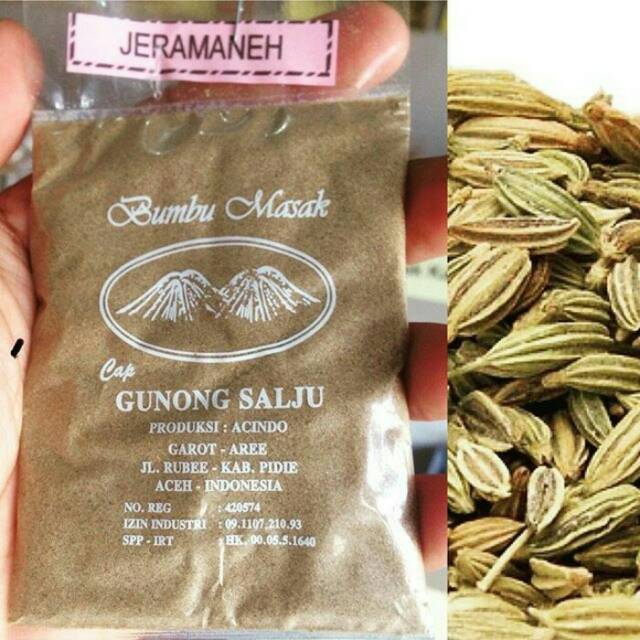 JERAMANEH
Bumbu Masak
Cap
GUNONG SALJU
PRODUKSI : ACINDO
GAROT - AREE
JL. RUBEE - KAB. PIDIE
ACEH - INDONESIA
NO. REG : 420574
IZIN INDUSTRI : 09.1107.210.93
SPP - IRT : HK. 00.05.5.1640